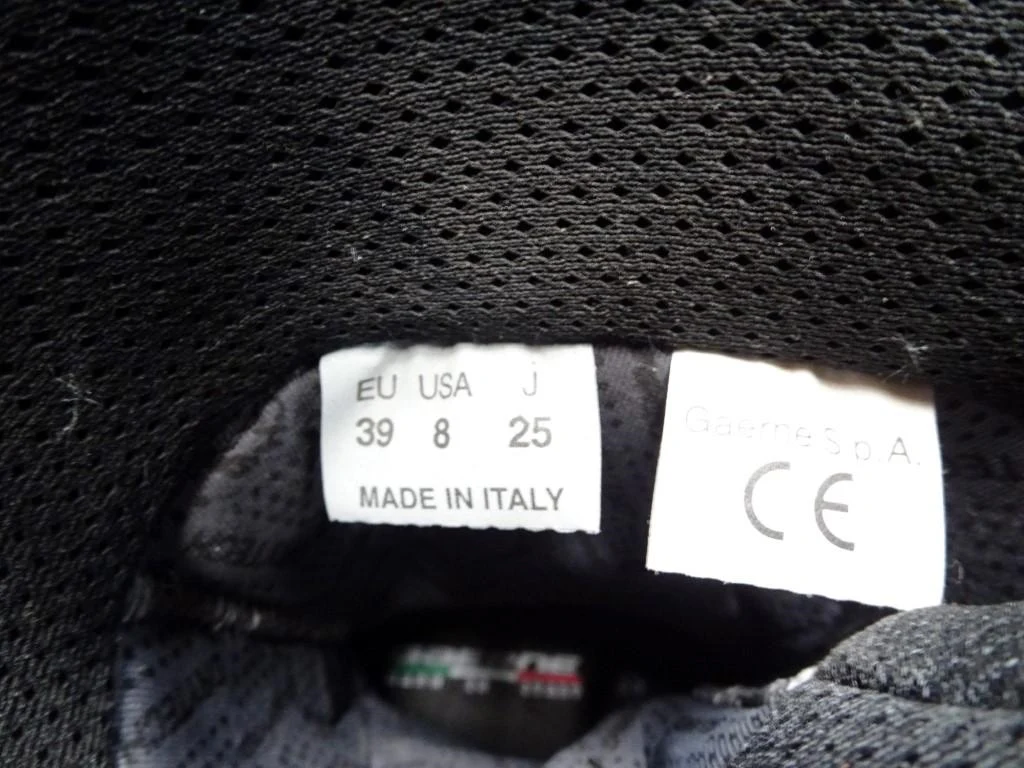 EU USA J
39 8 25
MADE IN ITALY
Gaerne S.p.A.
CE